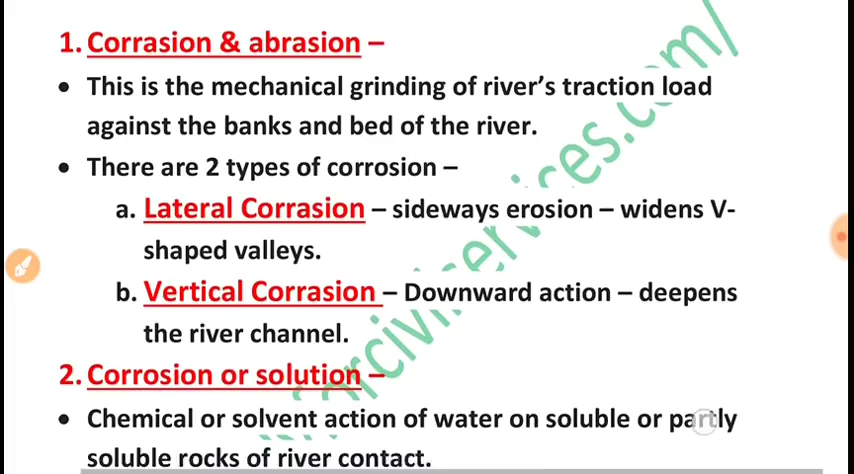 1. Corrasion & abrasion –
• This is the mechanical grinding of river's traction load
against the banks and bed of the river.
• There are 2 types of corrosion –
a. Lateral Corrasion – sideways erosion – widens V-
shaped valleys.
b. Vertical Corrasion – Downward action – deepens
the river channel.
2. Corrosion or solution –
• Chemical or solvent action of water on soluble or partly
soluble rocks of river contact.